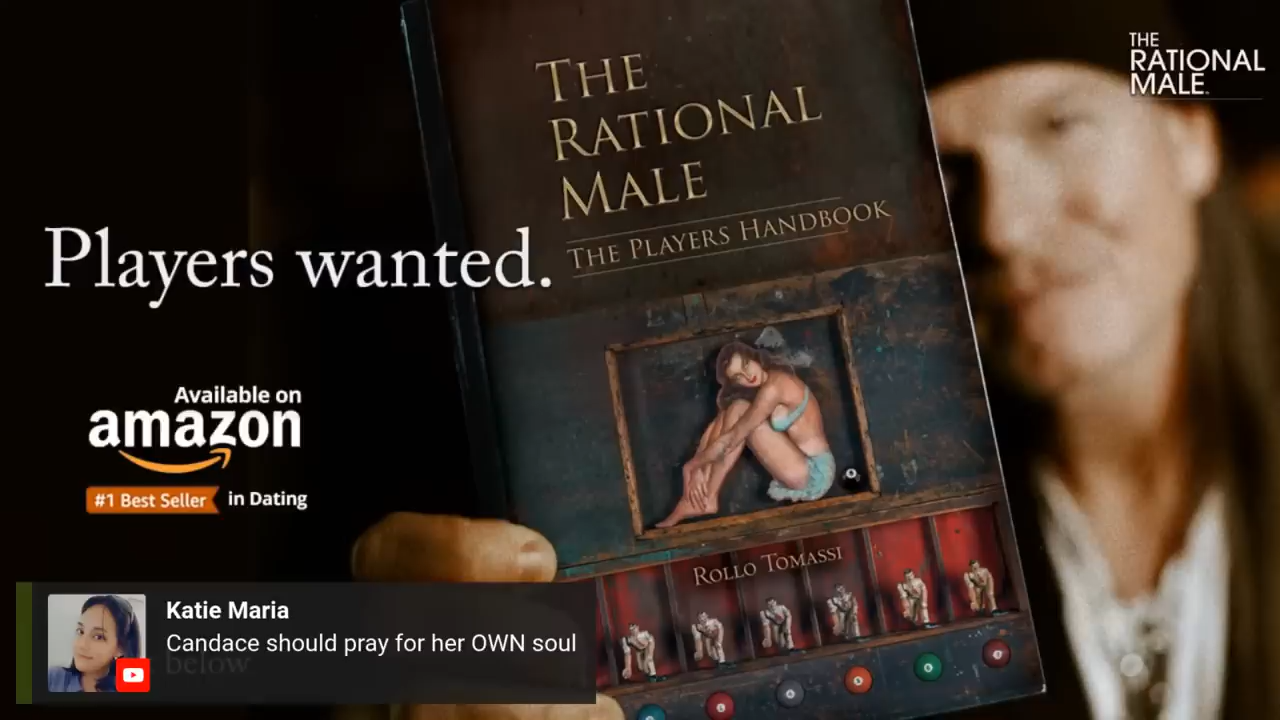 THE
RATIONAL
MALE
THE
RATIONAL
MALE
THE PLAYERS HANDBOOK
Players wanted.
Available on
amazon
#1 Best Seller in Dating
ROLLO TOMASSI
Katie Maria
Candace should pray for her OWN soul
below